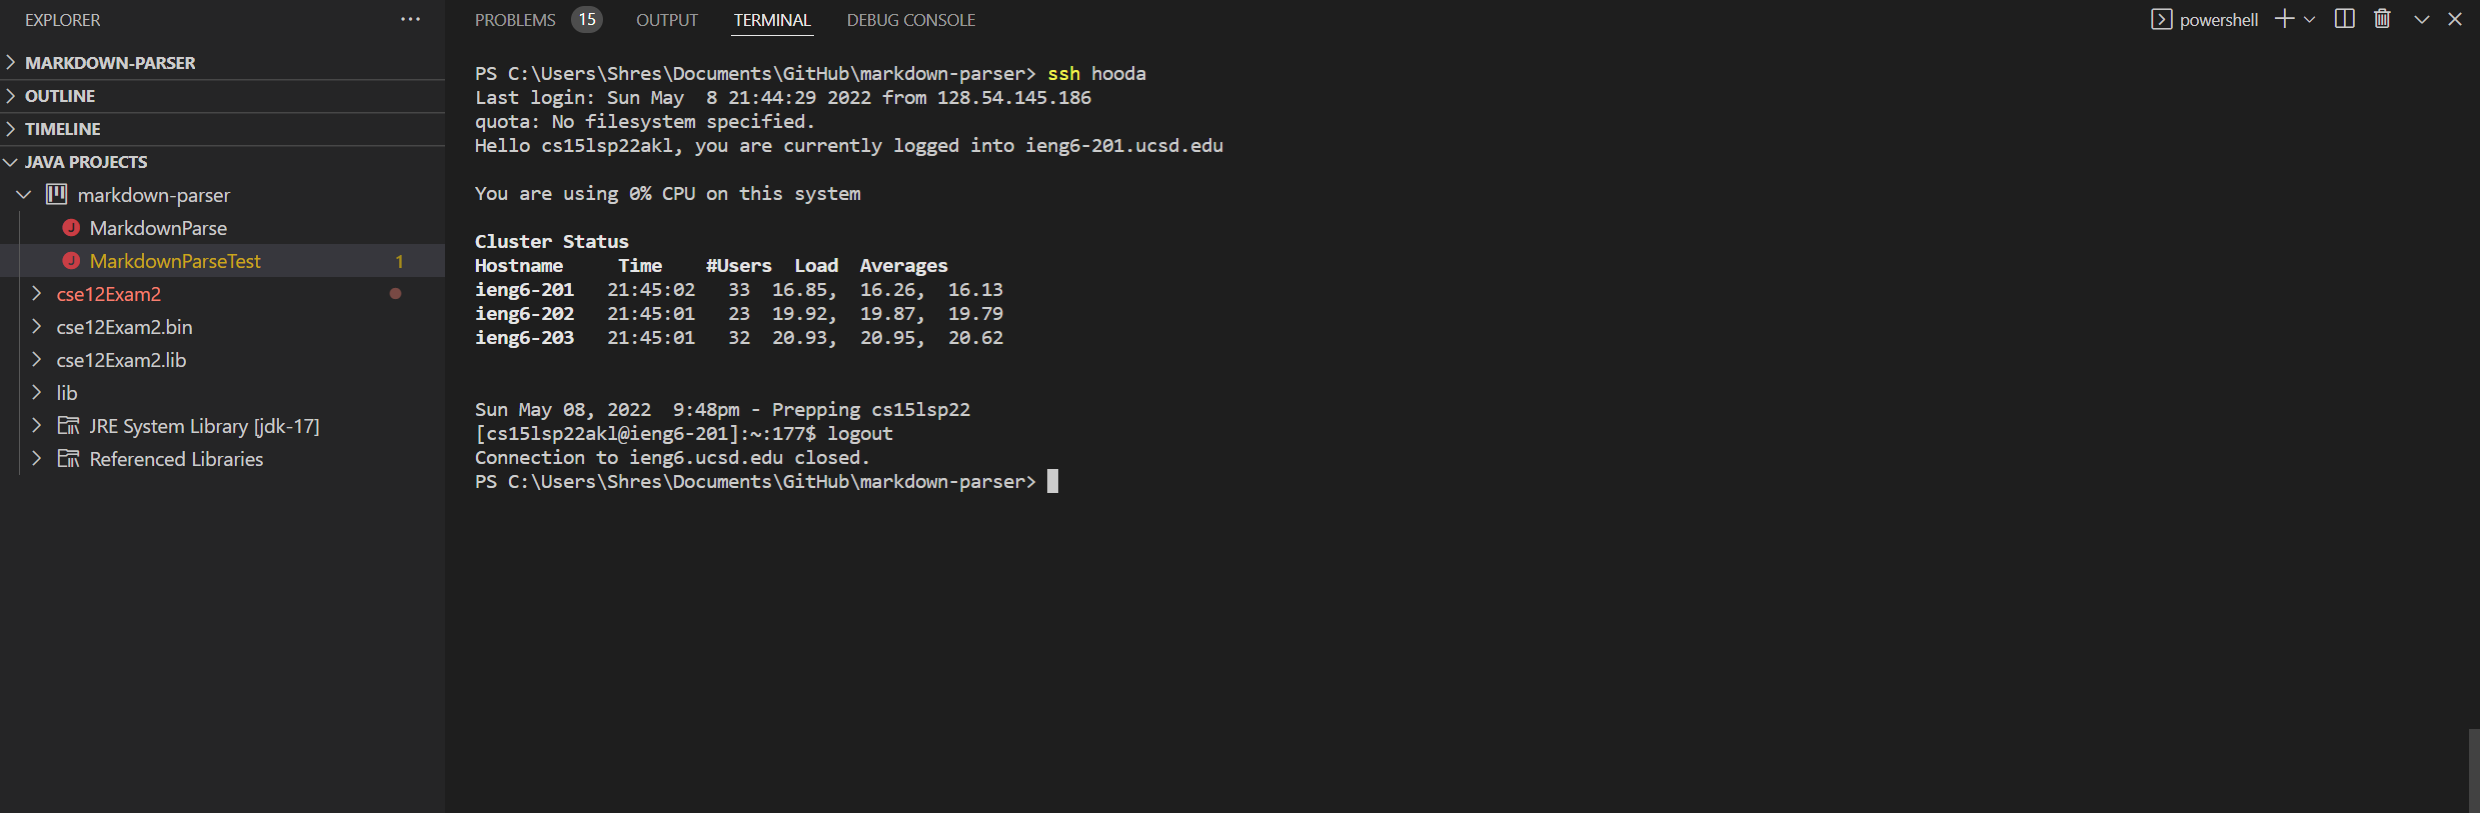 EXPLORER
MARKDOWN-PARSER
OUTLINE
TIMELINE
JAVA PROJECTS
markdown-parser
MarkdownParse
MarkdownParseTest 1
cse12Exam2
cse12Exam2.bin
cse12Exam2.lib
lib
JRE System Library [jdk-17]
Referenced Libraries
PROBLEMS 15 OUTPUT TERMINAL DEBUG CONSOLE powershell
PS C:\Users\Shres\Documents\GitHub\markdown-parser> ssh hooda
Last login: Sun May  8 21:44:29 2022 from 128.54.145.186
quota: No filesystem specified.
Hello cs15lsp22akl, you are currently logged into ieng6-201.ucsd.edu
You are using 0% CPU on this system
Cluster Status
Hostname     Time    #Users  Load  Averages
ieng6-201   21:45:02   33  16.85,  16.26,  16.13
ieng6-202   21:45:01   23  19.92,  19.87,  19.79
ieng6-203   21:45:01   32  20.93,  20.95,  20.62
Sun May 08, 2022  9:48pm - Prepping cs15lsp22
[cs15lsp22akl@ieng6-201]:~:177$ logout
Connection to ieng6.ucsd.edu closed.
PS C:\Users\Shres\Documents\GitHub\markdown-parser>